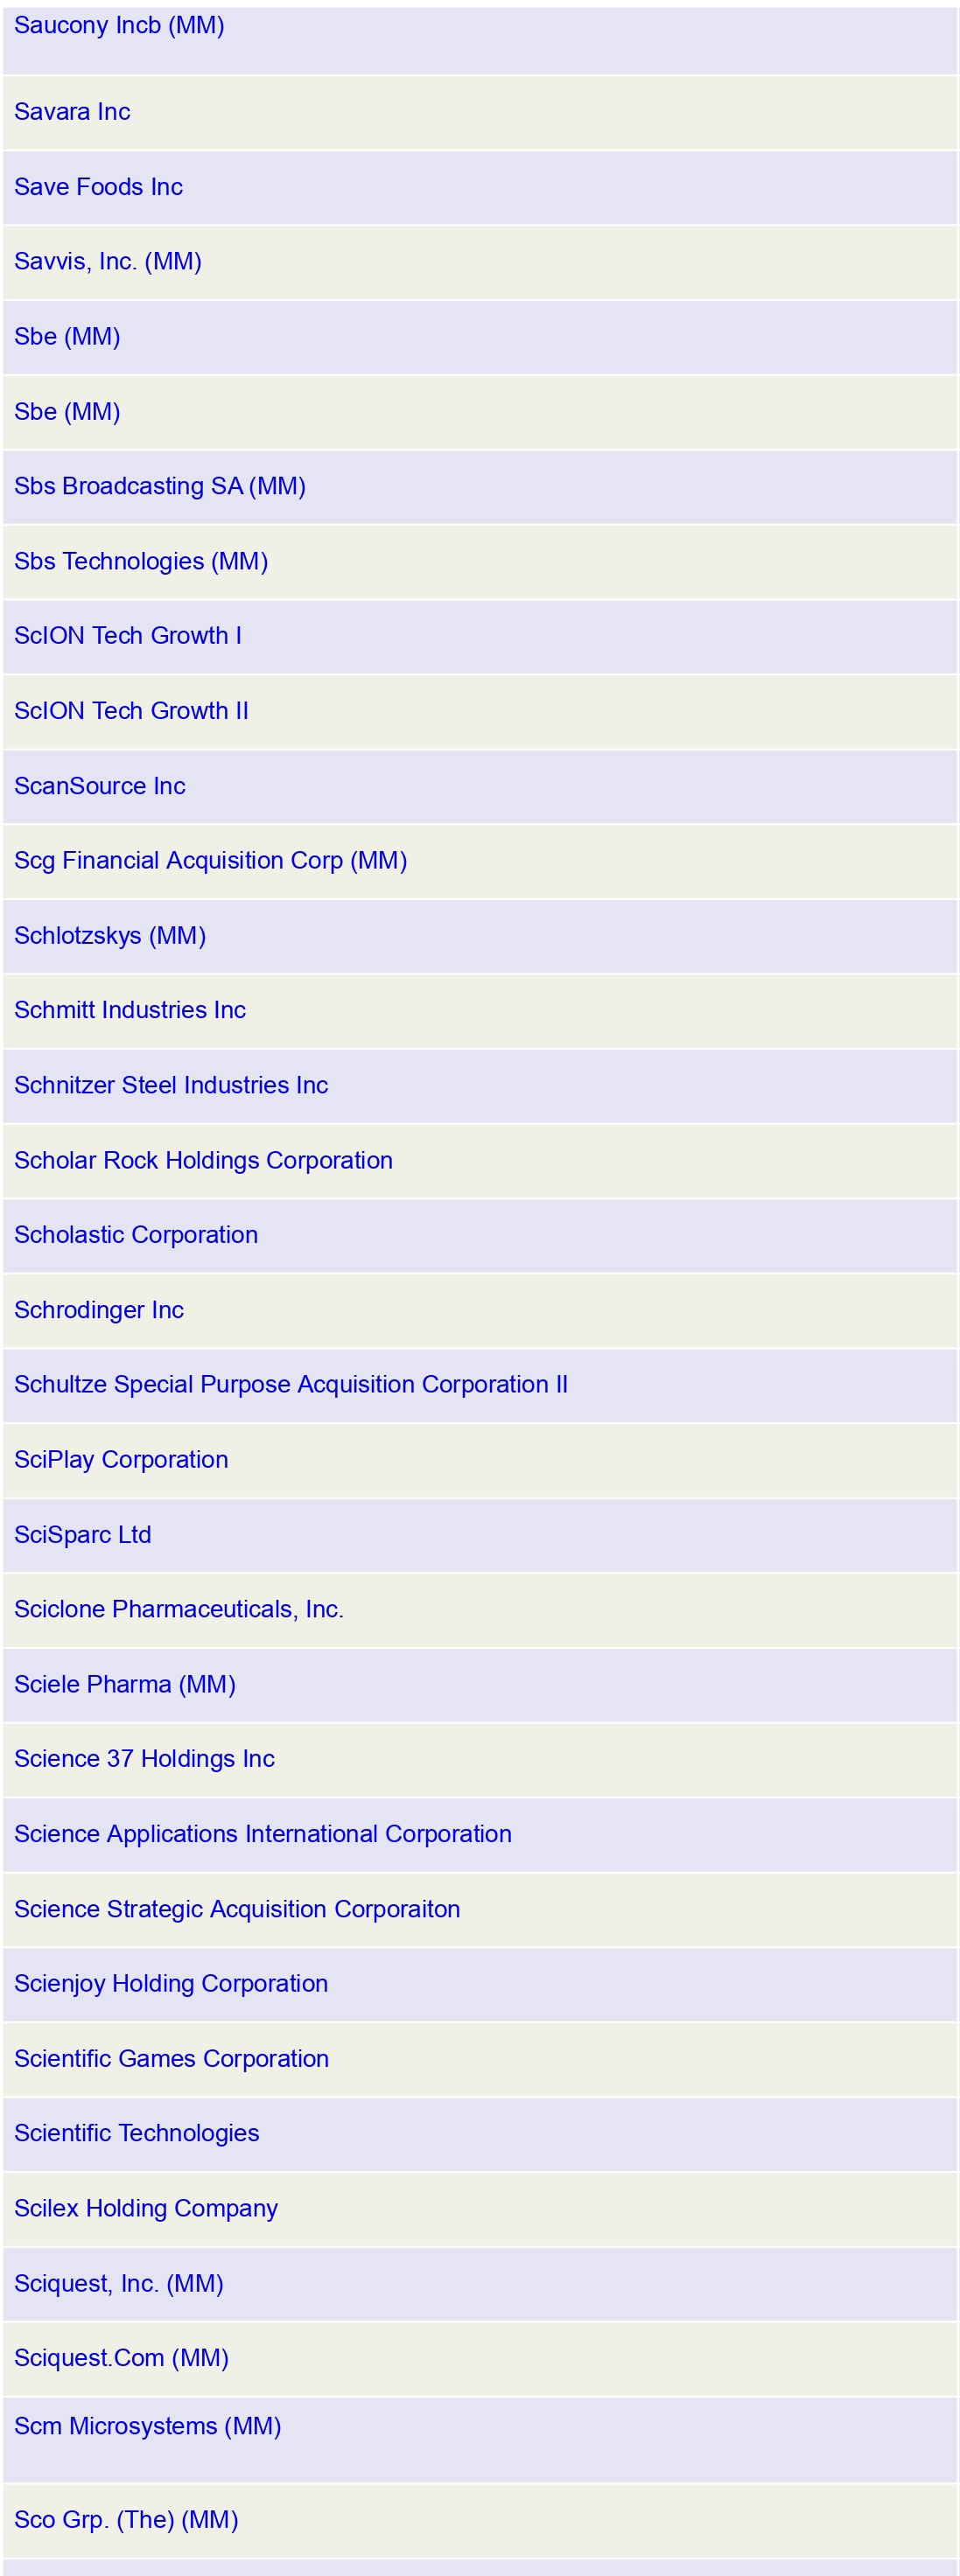 Saucony Incb (MM)
Savara Inc
Save Foods Inc
Savvis, Inc. (MM)
Sbe (MM)
Sbe (MM)
Sbs Broadcasting SA (MM)
Sbs Technologies (MM)
ScION Tech Growth I
ScION Tech Growth II
ScanSource Inc
Scg Financial Acquisition Corp (MM)
Schlotzskys (MM)
Schmitt Industries Inc
Schnitzer Steel Industries Inc
Scholar Rock Holdings Corporation
Scholastic Corporation
Schrodinger Inc
Schultze Special Purpose Acquisition Corporation II
SciPlay Corporation
SciSparc Ltd
Sciclone Pharmaceuticals, Inc.
Sciele Pharma (MM)
Science 37 Holdings Inc
Science Applications International Corporation
Science Strategic Acquisition Corporaiton
Scienjoy Holding Corporation
Scientific Games Corporation
Scientific Technologies
Scilex Holding Company
Sciquest, Inc. (MM)
Sciquest.Com (MM)
Scm Microsystems (MM)
Sco Grp. (The) (MM)